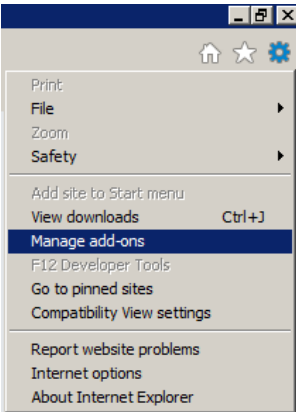 Print
File
Zoom
Safety
Add site to Start menu
View downloads Ctrl+J
Manage add-ons
F12 Developer Tools
Go to pinned sites
Compatibility View settings
Report website problems
Internet options
About Internet Explorer